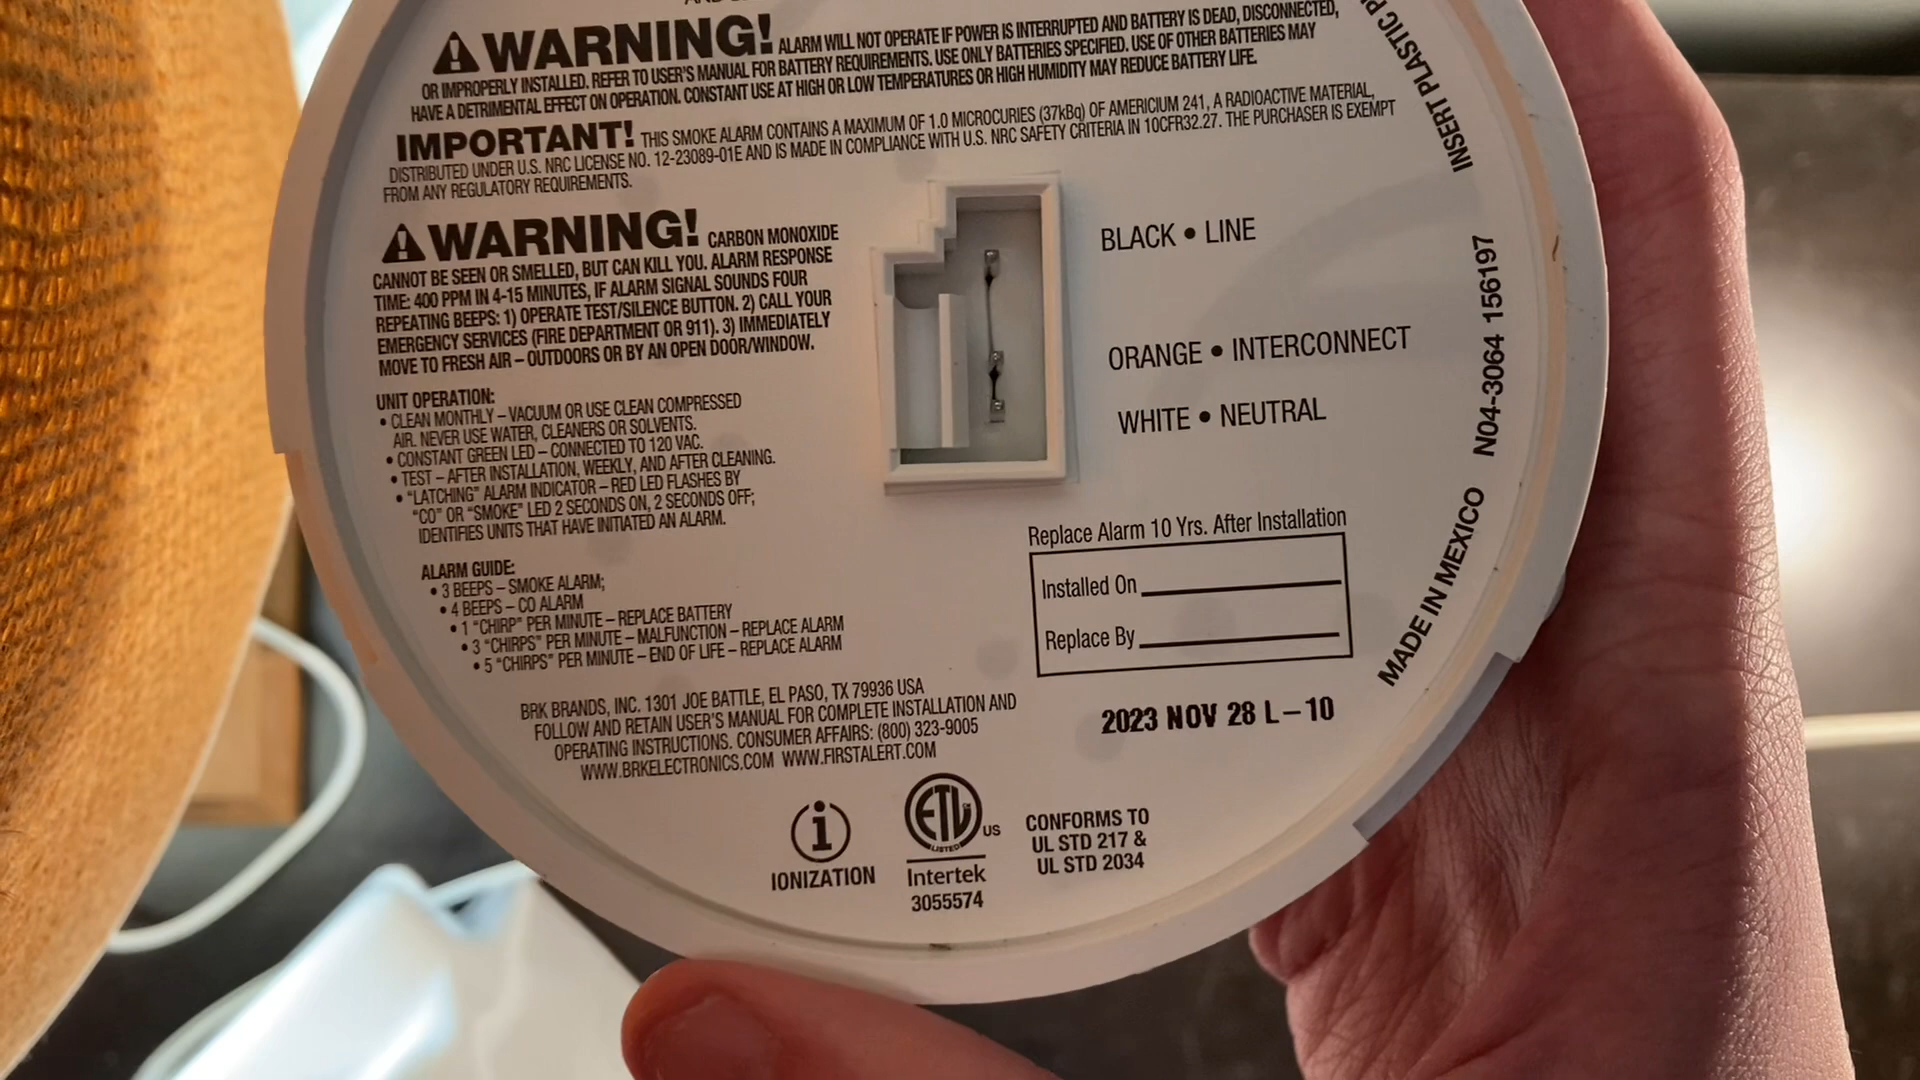 WARNING! ALARM WILL NOT OPERATE IF POWER IS INTERRUPTED AND BATTERY IS DEAD, DISCONNECTED,
OR IMPROPERLY INSTALLED. REFER TO USER'S MANUAL FOR BATTERY REQUIREMENTS. USE ONLY BATTERIES SPECIFIED. USE OF OTHER BATTERIES MAY
HAVE A DETRIMENTAL EFFECT ON OPERATION. CONSTANT USE AT HIGH OR LOW TEMPERATURES OR HIGH HUMIDITY MAY REDUCE BATTERY LIFE.
IMPORTANT! THIS SMOKE ALARM CONTAINS A MAXIMUM OF 1.0 MICROCURIES (37kBq) OF AMERICIUM 241, A RADIOACTIVE MATERIAL,
DISTRIBUTED UNDER U.S. NRC LICENSE NO. 12-23089-01E AND IS MADE IN COMPLIANCE WITH U.S. NRC SAFETY CRITERIA IN 10CFR32.27. THE PURCHASER IS EXEMPT
FROM ANY REGULATORY REQUIREMENTS.
WARNING! CARBON MONOXIDE
CANNOT BE SEEN OR SMELLED, BUT CAN KILL YOU. ALARM RESPONSE
TIME: 400 PPM IN 4-15 MINUTES, IF ALARM SIGNAL SOUNDS FOUR
REPEATING BEEPS: 1) OPERATE TEST/SILENCE BUTTON. 2) CALL YOUR
EMERGENCY SERVICES (FIRE DEPARTMENT OR 911). 3) IMMEDIATELY
MOVE TO FRESH AIR – OUTDOORS OR BY AN OPEN DOOR/WINDOW.
UNIT OPERATION:
• CLEAN MONTHLY – VACUUM OR USE CLEAN COMPRESSED
AIR. NEVER USE WATER, CLEANERS OR SOLVENTS.
• CONSTANT GREEN LED – CONNECTED TO 120 VAC.
• TEST – AFTER INSTALLATION, WEEKLY, AND AFTER CLEANING.
• "LATCHING" ALARM INDICATOR – RED LED FLASHES BY
"CO" OR "SMOKE" LED 2 SECONDS ON, 2 SECONDS OFF;
IDENTIFIES UNITS THAT HAVE INITIATED AN ALARM.
ALARM GUIDE:
• 3 BEEPS – SMOKE ALARM;
• 4 BEEPS – CO ALARM
• 1 "CHIRP" PER MINUTE – REPLACE BATTERY
• 3 "CHIRPS" PER MINUTE – MALFUNCTION – REPLACE ALARM
• 5 "CHIRPS" PER MINUTE – END OF LIFE – REPLACE ALARM
BRK BRANDS, INC. 1301 JOE BATTLE, EL PASO, TX 79936 USA
FOLLOW AND RETAIN USER'S MANUAL FOR COMPLETE INSTALLATION AND
OPERATING INSTRUCTIONS. CONSUMER AFFAIRS: (800) 323-9005
WWW.BRKELECTRONICS.COM WWW.FIRSTALERT.COM
BLACK • LINE
ORANGE • INTERCONNECT
WHITE • NEUTRAL
Replace Alarm 10 Yrs. After Installation
Installed On
Replace By
2023 NOV 28 L – 10
INSERT PLASTIC
MADE IN MEXICO N04-3064 156197
i
IONIZATION
ETL
LISTED
US
Intertek
3055574
CONFORMS TO
UL STD 217 &
UL STD 2034